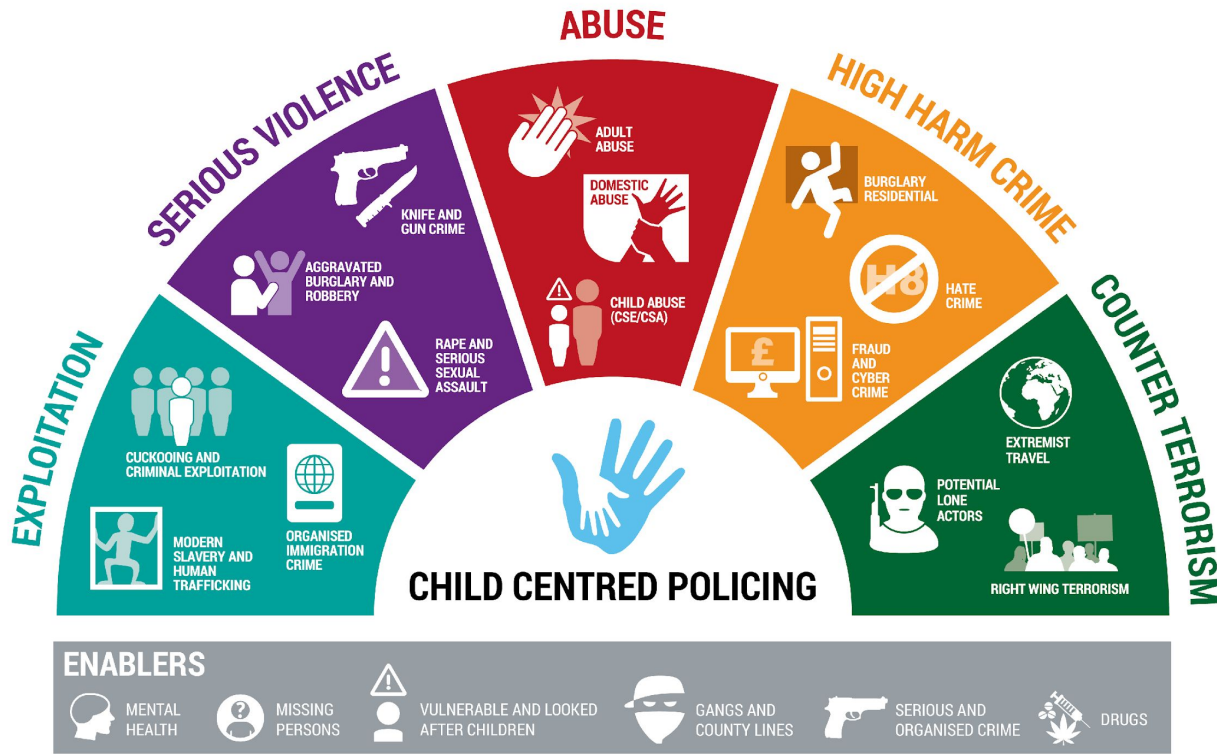 EXPLOITATION
CUCKOOING AND
CRIMINAL EXPLOITATION
MODERN
SLAVERY AND
HUMAN
TRAFFICKING
ORGANISED
IMMIGRATION
CRIME
SERIOUS VIOLENCE
KNIFE AND
GUN CRIME
AGGRAVATED
BURGLARY AND
ROBBERY
RAPE AND
SERIOUS
SEXUAL
ASSAULT
ABUSE
ADULT
ABUSE
DOMESTIC
ABUSE
CHILD ABUSE
(CSE/CSA)
HIGH HARM CRIME
BURGLARY
RESIDENTIAL
H8
HATE
CRIME
£
FRAUD
AND
CYBER
CRIME
COUNTER TERRORISM
EXTREMIST
TRAVEL
POTENTIAL
LONE
ACTORS
RIGHT WING TERRORISM
CHILD CENTRED POLICING
ENABLERS
MENTAL
HEALTH
?
MISSING
PERSONS
VULNERABLE AND LOOKED
AFTER CHILDREN
GANGS AND
COUNTY LINES
SERIOUS AND
ORGANISED CRIME
DRUGS